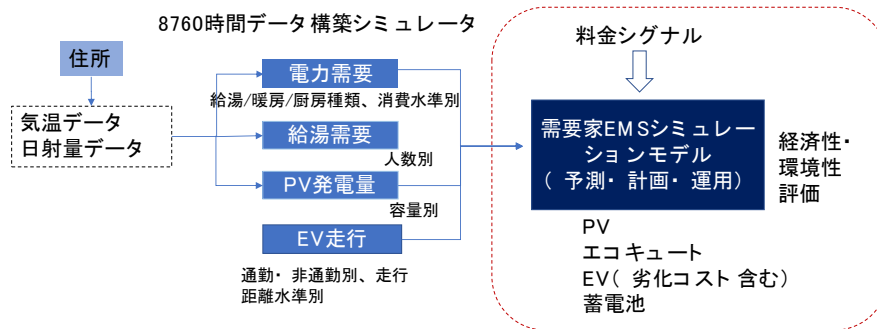 8760時間データ構築シミュレータ
住所
気温データ
日射量データ
電力需要
給湯/暖房/厨房種類、消費水準別
給湯需要
人数別
PV発電量
容量別
EV走行
通勤・非通勤別、走行
距離水準別
料金シグナル
需要家EMSシミュレー
ションモデル
(予測・計画・運用)
経済性・
環境性
評価
PV
エコキュート
EV(劣化コスト含む)
蓄電池